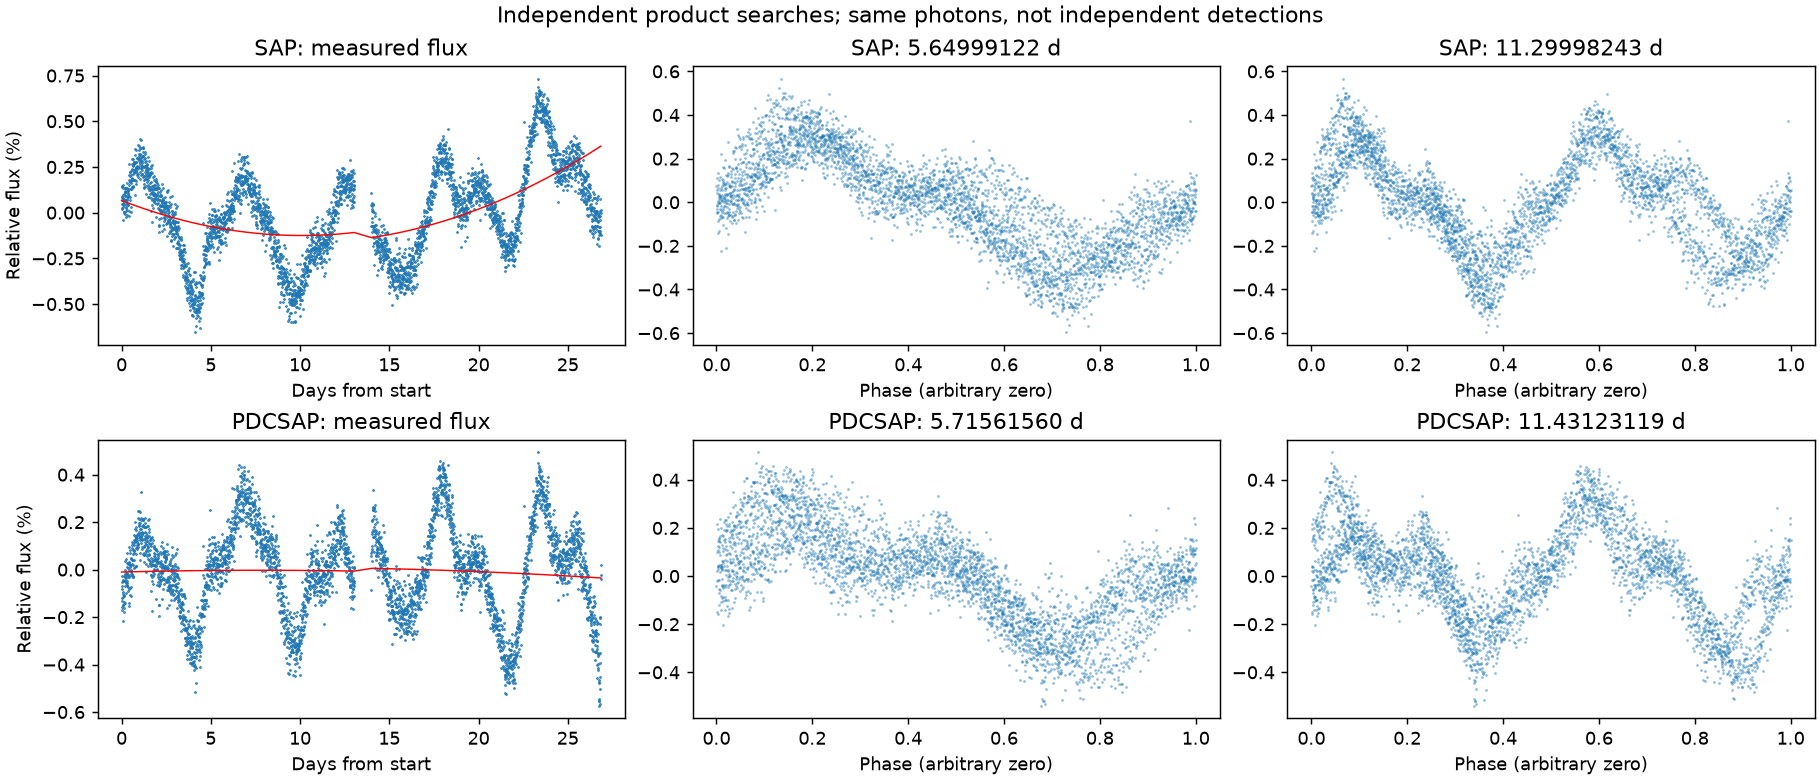 Independent product searches; same photons, not independent detections
SAP: measured flux
SAP: 5.64999122 d
SAP: 11.29998243 d
Relative flux (%)
0.75
0.50
0.25
0.00
−0.25
−0.50
0 5 10 15 20 25
Days from start
0.6
0.4
0.2
0.0
−0.2
−0.4
−0.6
0.0 0.2 0.4 0.6 0.8 1.0
Phase (arbitrary zero)
0.6
0.4
0.2
0.0
−0.2
−0.4
−0.6
0.0 0.2 0.4 0.6 0.8 1.0
Phase (arbitrary zero)
PDCSAP: measured flux
PDCSAP: 5.71561560 d
PDCSAP: 11.43123119 d
Relative flux (%)
0.4
0.2
0.0
−0.2
−0.4
−0.6
0 5 10 15 20 25
Days from start
0.4
0.2
0.0
−0.2
−0.4
0.0 0.2 0.4 0.6 0.8 1.0
Phase (arbitrary zero)
0.4
0.2
0.0
−0.2
−0.4
0.0 0.2 0.4 0.6 0.8 1.0
Phase (arbitrary zero)